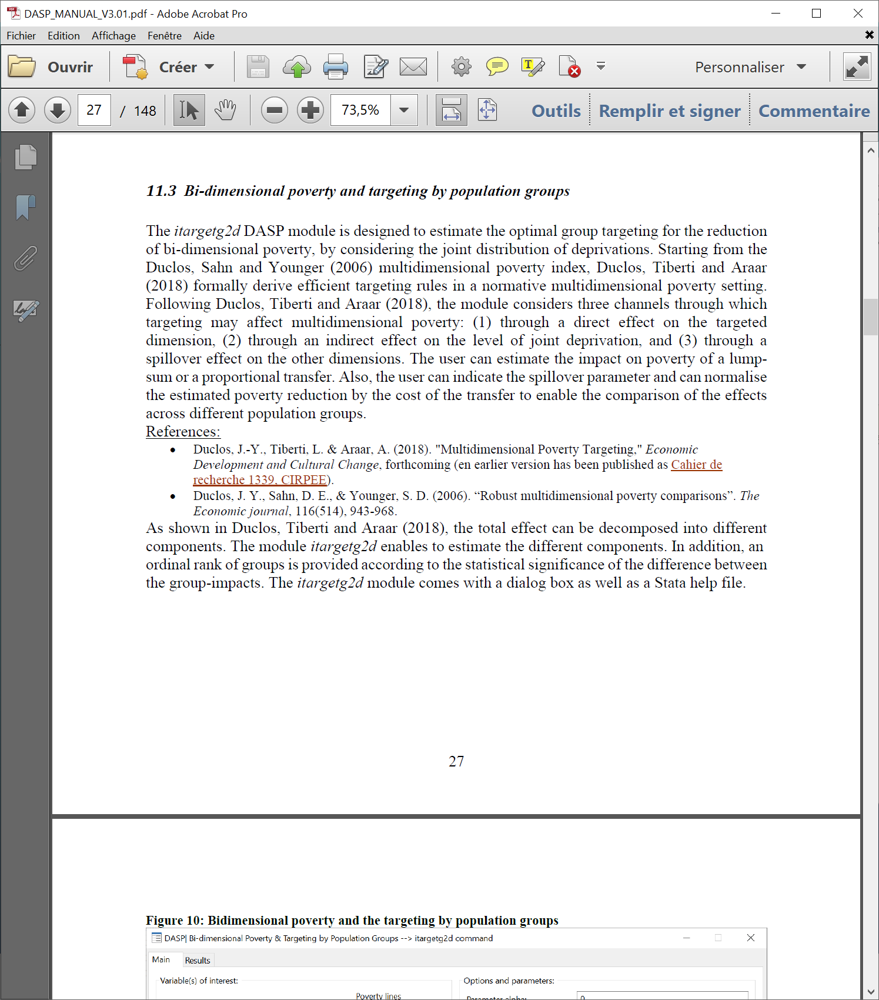 DASP_MANUAL_V3.01.pdf - Adobe Acrobat Pro
Fichier Edition Affichage Fenêtre Aide
Ouvrir Créer Personnaliser
27 / 148 73,5% Outils Remplir et signer Commentaire
11.3 Bi-dimensional poverty and targeting by population groups
The itargetg2d DASP module is designed to estimate the optimal group targeting for the reduction
of bi-dimensional poverty, by considering the joint distribution of deprivations. Starting from the
Duclos, Sahn and Younger (2006) multidimensional poverty index, Duclos, Tiberti and Araar
(2018) formally derive efficient targeting rules in a normative multidimensional poverty setting.
Following Duclos, Tiberti and Araar (2018), the module considers three channels through which
targeting may affect multidimensional poverty: (1) through a direct effect on the targeted
dimension, (2) through an indirect effect on the level of joint deprivation, and (3) through a
spillover effect on the other dimensions. The user can estimate the impact on poverty of a lump-
sum or a proportional transfer. Also, the user can indicate the spillover parameter and can normalise
the estimated poverty reduction by the cost of the transfer to enable the comparison of the effects
across different population groups.
References:
• Duclos, J.-Y., Tiberti, L. & Araar, A. (2018). "Multidimensional Poverty Targeting," Economic
Development and Cultural Change, forthcoming (en earlier version has been published as Cahier de
recherche 1339, CIRPEE).
• Duclos, J. Y., Sahn, D. E., & Younger, S. D. (2006). “Robust multidimensional poverty comparisons”. The
Economic journal, 116(514), 943-968.
As shown in Duclos, Tiberti and Araar (2018), the total effect can be decomposed into different
components. The module itargetg2d enables to estimate the different components. In addition, an
ordinal rank of groups is provided according to the statistical significance of the difference between
the group-impacts. The itargetg2d module comes with a dialog box as well as a Stata help file.
27
Figure 10: Bidimensional poverty and the targeting by population groups
DASP| Bi-dimensional Poverty & Targeting by Population Groups --> itargetg2d command
Main Results
Variable(s) of interest: Options and parameters:
Poverty lines
Parameter alpha: 0